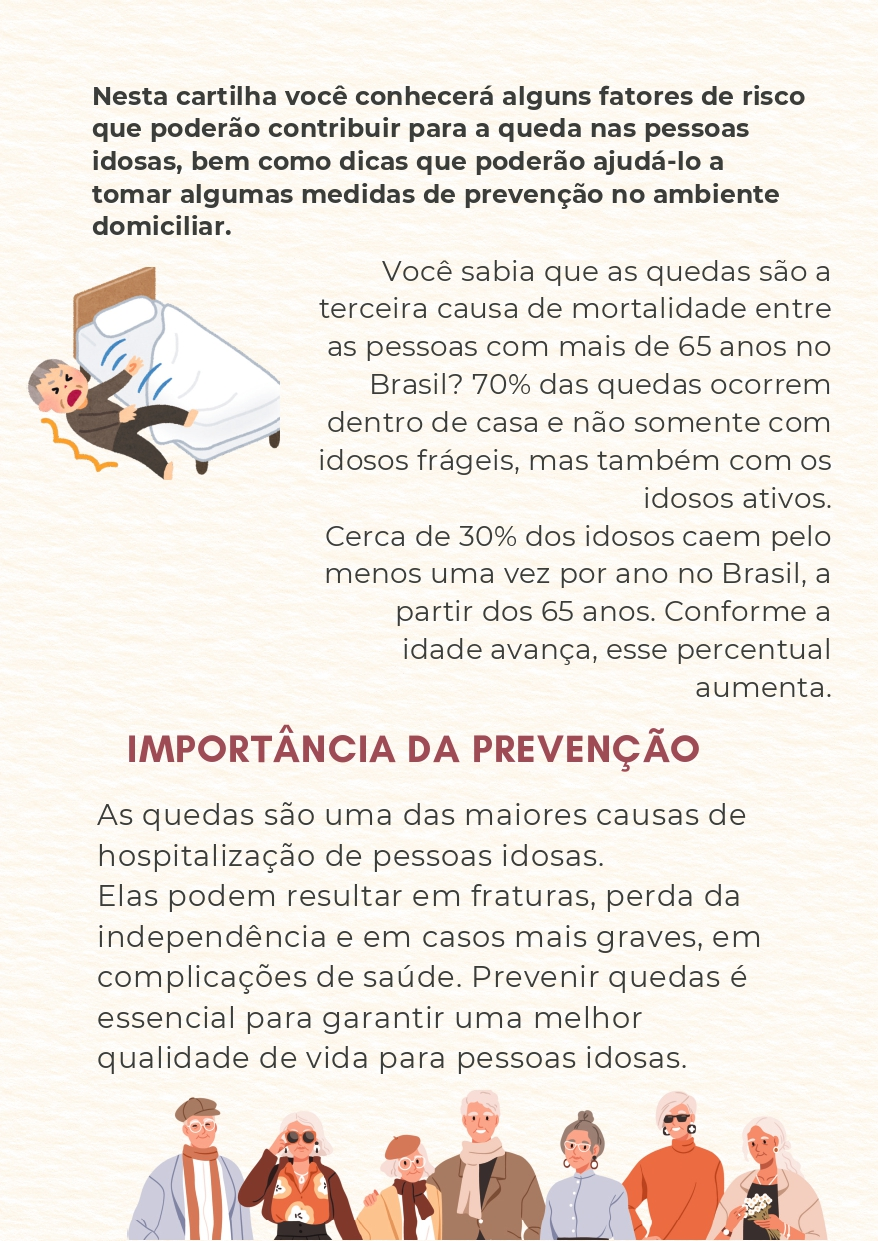 Nesta cartilha você conhecerá alguns fatores de risco
que poderão contribuir para a queda nas pessoas
idosas, bem como dicas que poderão ajudá-lo a
tomar algumas medidas de prevenção no ambiente
domiciliar.
Você sabia que as quedas são a
terceira causa de mortalidade entre
as pessoas com mais de 65 anos no
Brasil? 70% das quedas ocorrem
dentro de casa e não somente com
idosos frágeis, mas também com os
idosos ativos.
Cerca de 30% dos idosos caem pelo
menos uma vez por ano no Brasil, a
partir dos 65 anos. Conforme a
idade avança, esse percentual
aumenta.
IMPORTÂNCIA DA PREVENÇÃO
As quedas são uma das maiores causas de
hospitalização de pessoas idosas.
Elas podem resultar em fraturas, perda da
independência e em casos mais graves, em
complicações de saúde. Prevenir quedas é
essencial para garantir uma melhor
qualidade de vida para pessoas idosas.